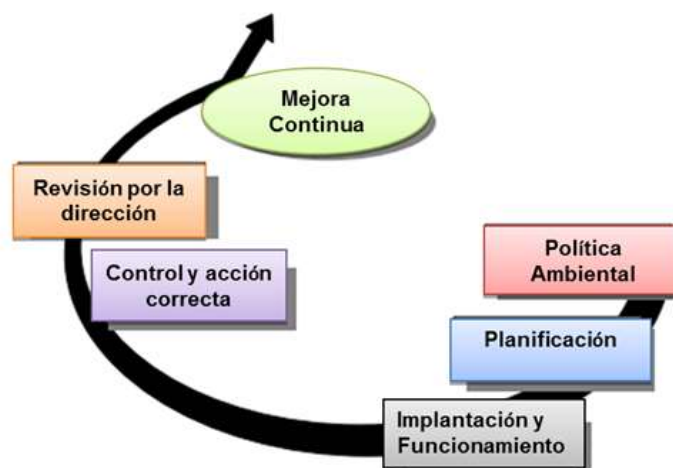 Mejora
Continua
Revisión por la
dirección
Control y acción
correcta
Política
Ambiental
Planificación
Implantación y
Funcionamiento